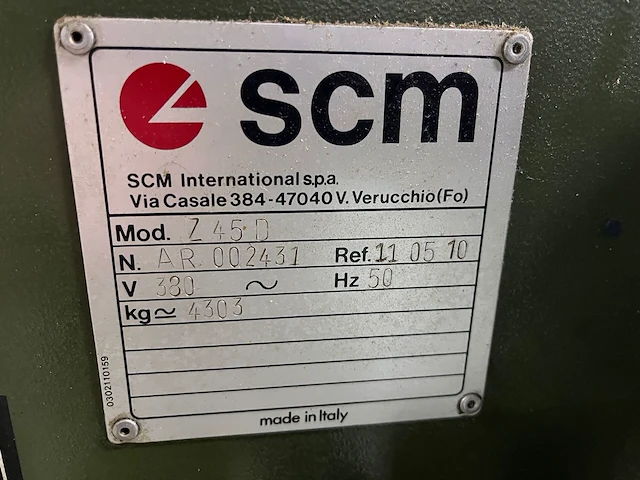 scm
SCM International s.p.a.
Via Casale 384-47040 V. Verucchio (Fo)
Mod. Z 45 D
N. AR 002431 Ref. 11 05 10
V 380 ~ Hz 50
kg ≃ 4303
made in Italy
0302110159